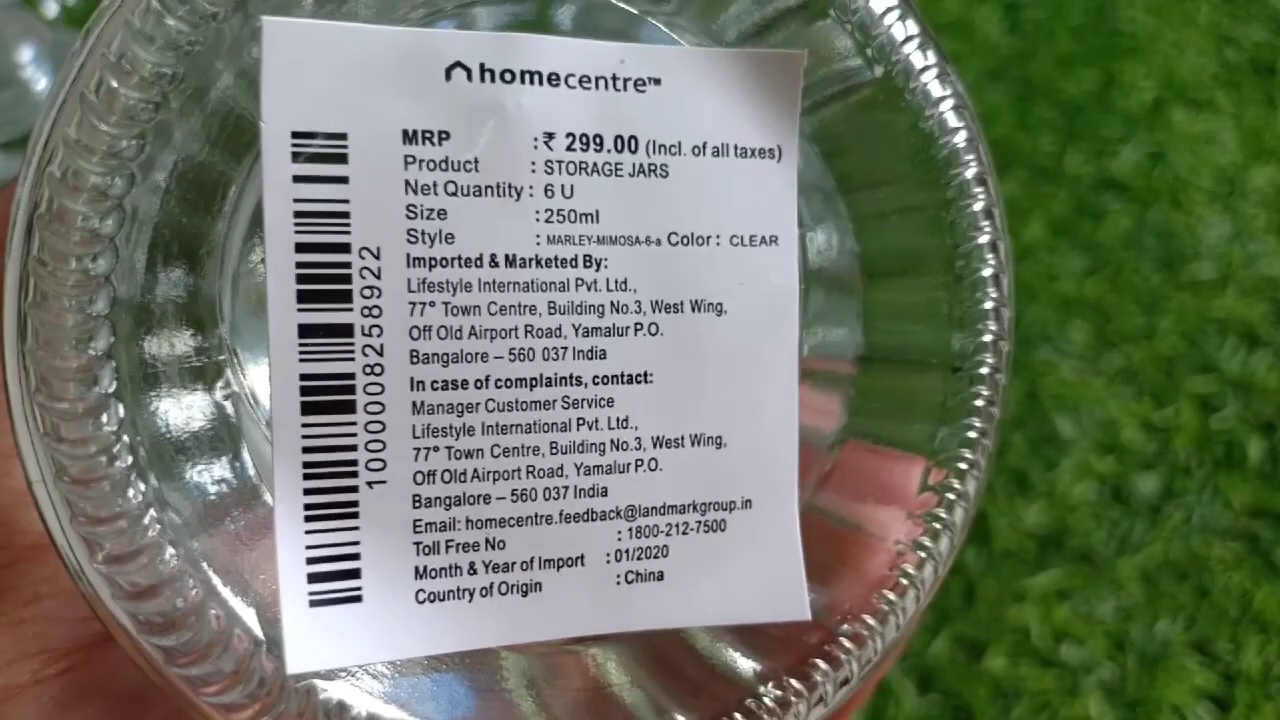 homecentre™
MRP :₹ 299.00 (Incl. of all taxes)
Product : STORAGE JARS
Net Quantity : 6 U
Size :250ml
Style : MARLEY-MIMOSA-6-a Color : CLEAR
Imported & Marketed By:
Lifestyle International Pvt. Ltd.,
77° Town Centre, Building No.3, West Wing,
Off Old Airport Road, Yamalur P.O.
Bangalore – 560 037 India
In case of complaints, contact:
Manager Customer Service
Lifestyle International Pvt. Ltd.,
77° Town Centre, Building No.3, West Wing,
Off Old Airport Road, Yamalur P.O.
Bangalore – 560 037 India
Email: homecentre.feedback@landmarkgroup.in
Toll Free No : 1800-212-7500
Month & Year of Import : 01/2020
Country of Origin : China
1000008258922